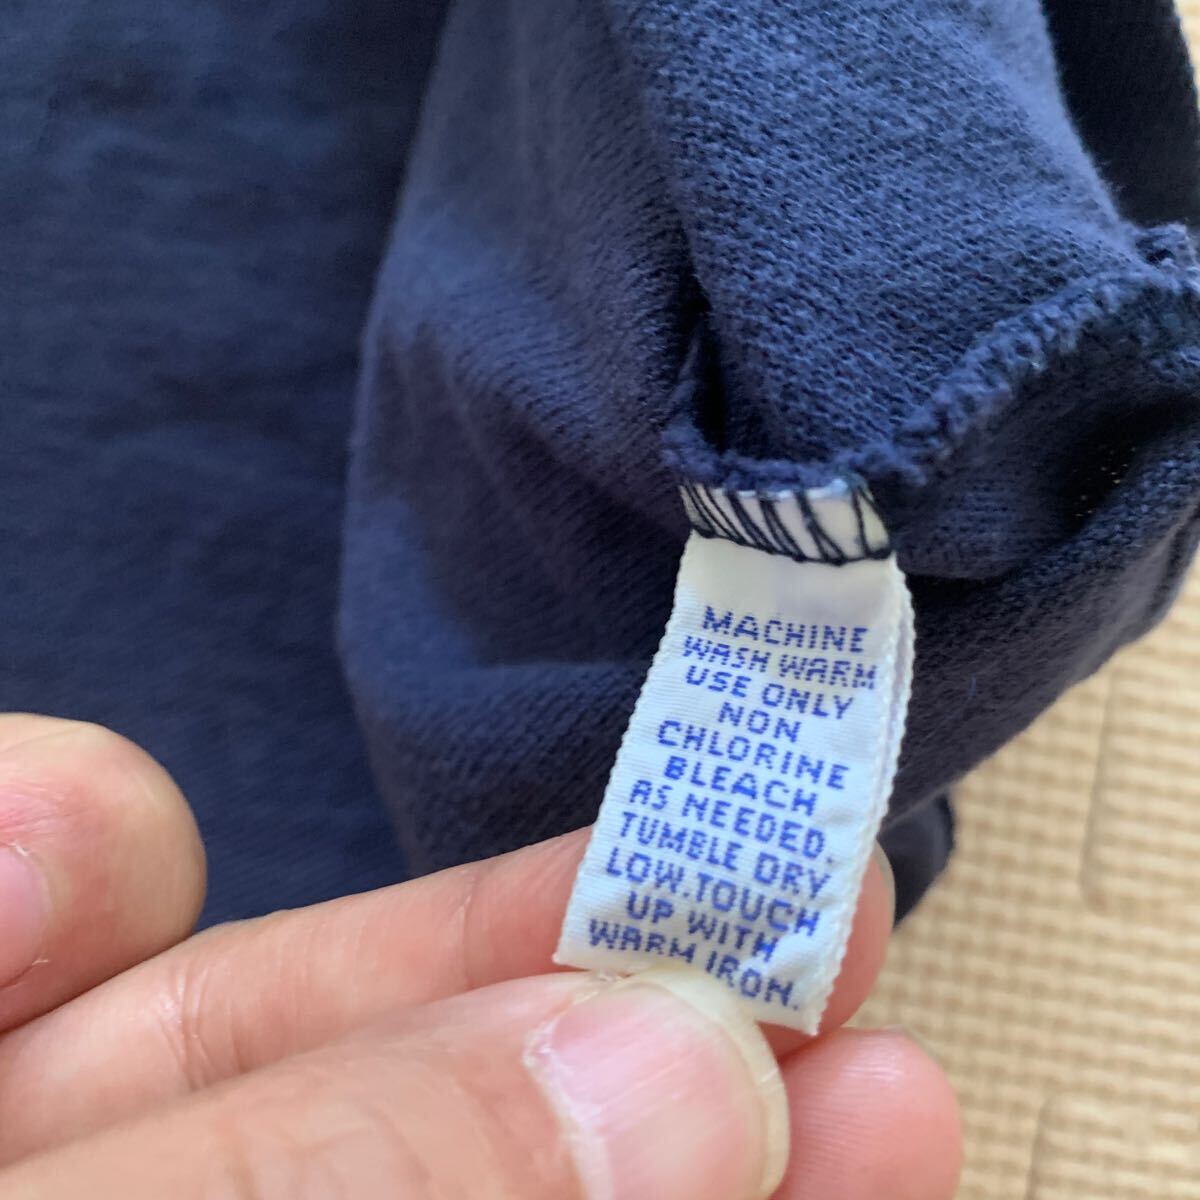 MACHINE
WASH WARM
USE ONLY
NON
CHLORINE
BLEACH
AS NEEDED.
TUMBLE DRY
LOW.TOUCH
UP WITH
WARM IRON.